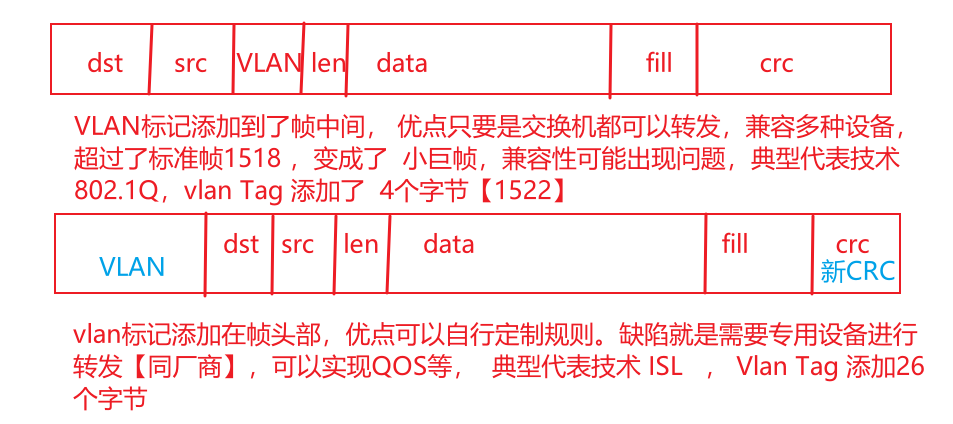 dst src VLAN len data fill crc
VLAN标记添加到了帧中间， 优点只要是交换机都可以转发，兼容多种设备，
超过了标准帧1518 ，变成了 小巨帧，兼容性可能出现问题，典型代表技术
802.1Q，vlan Tag 添加了 4个字节【1522】
VLAN dst src len data fill crc
新CRC
vlan标记添加在帧头部，优点可以自行定制规则。缺陷就是需要专用设备进行
转发【同厂商】，可以实现QOS等， 典型代表技术 ISL ， Vlan Tag 添加26
个字节